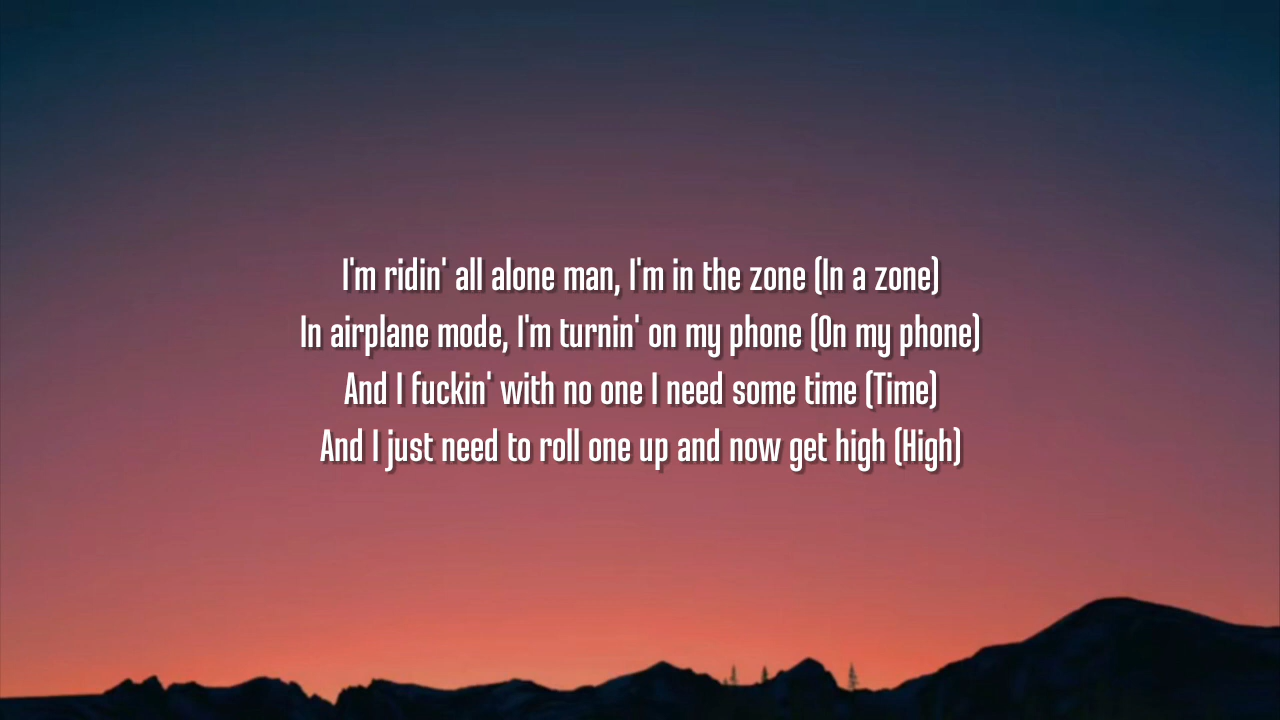 I'm ridin' all alone man, I'm in the zone (In a zone)
In airplane mode, I'm turnin' on my phone (On my phone)
And I fuckin' with no one I need some time (Time)
And I just need to roll one up and now get high (High)